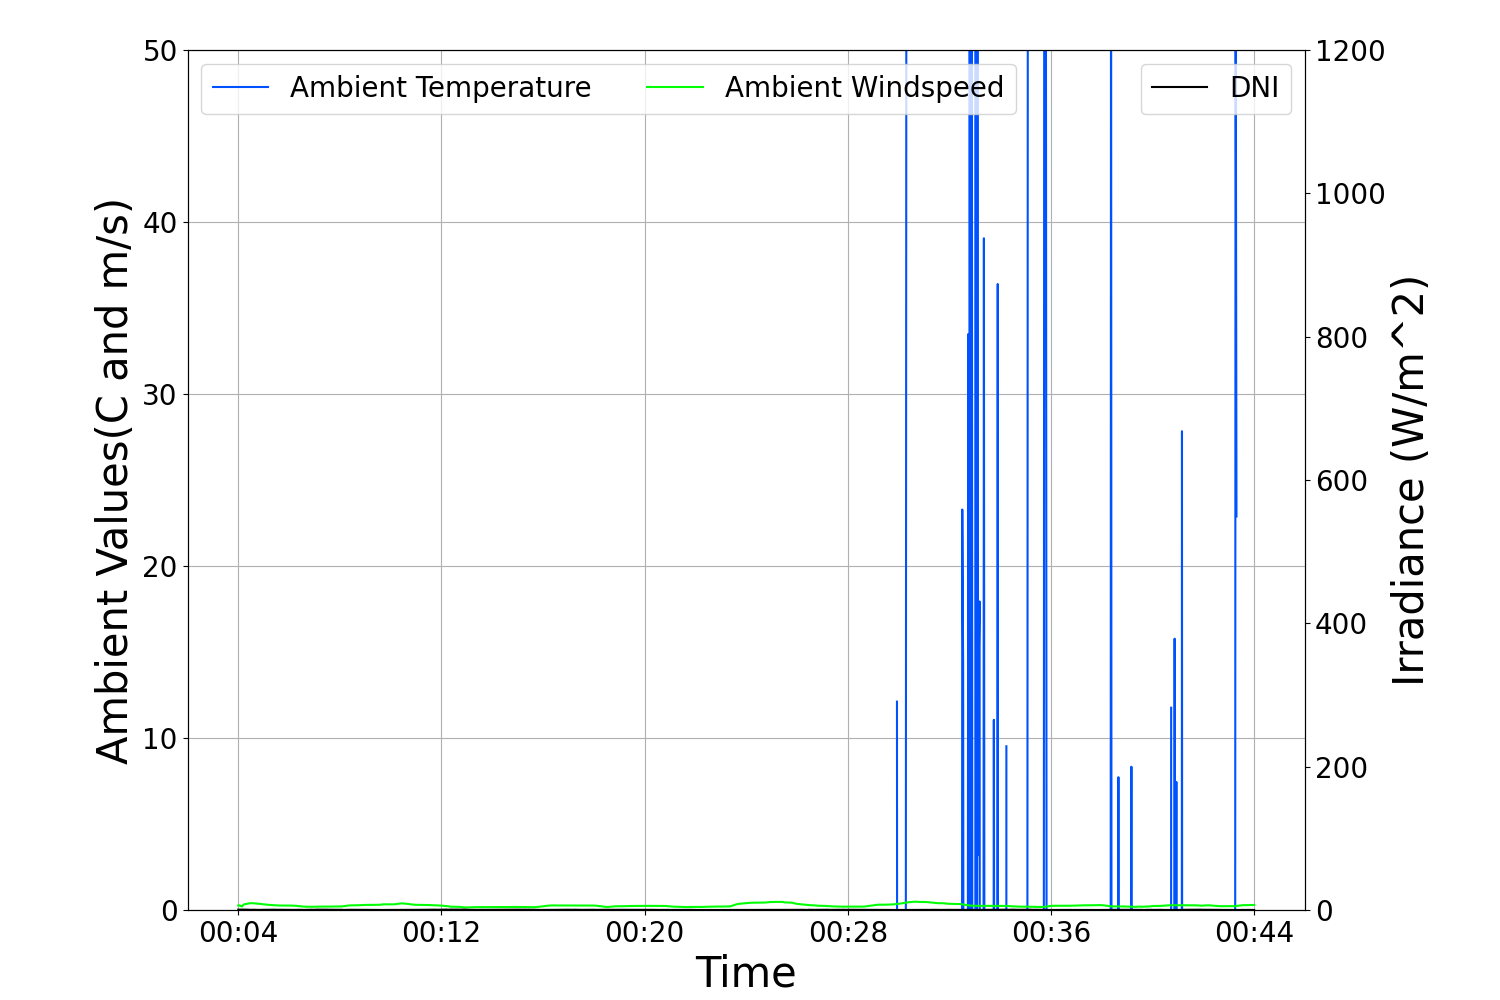 Ambient Temperature
Ambient Windspeed
DNI
Ambient Values(C and m/s)
50
40
30
20
10
0
1200
1000
800
600
400
200
0
Irradiance (W/m^2)
00:04 00:12 00:20 00:28 00:36 00:44
Time